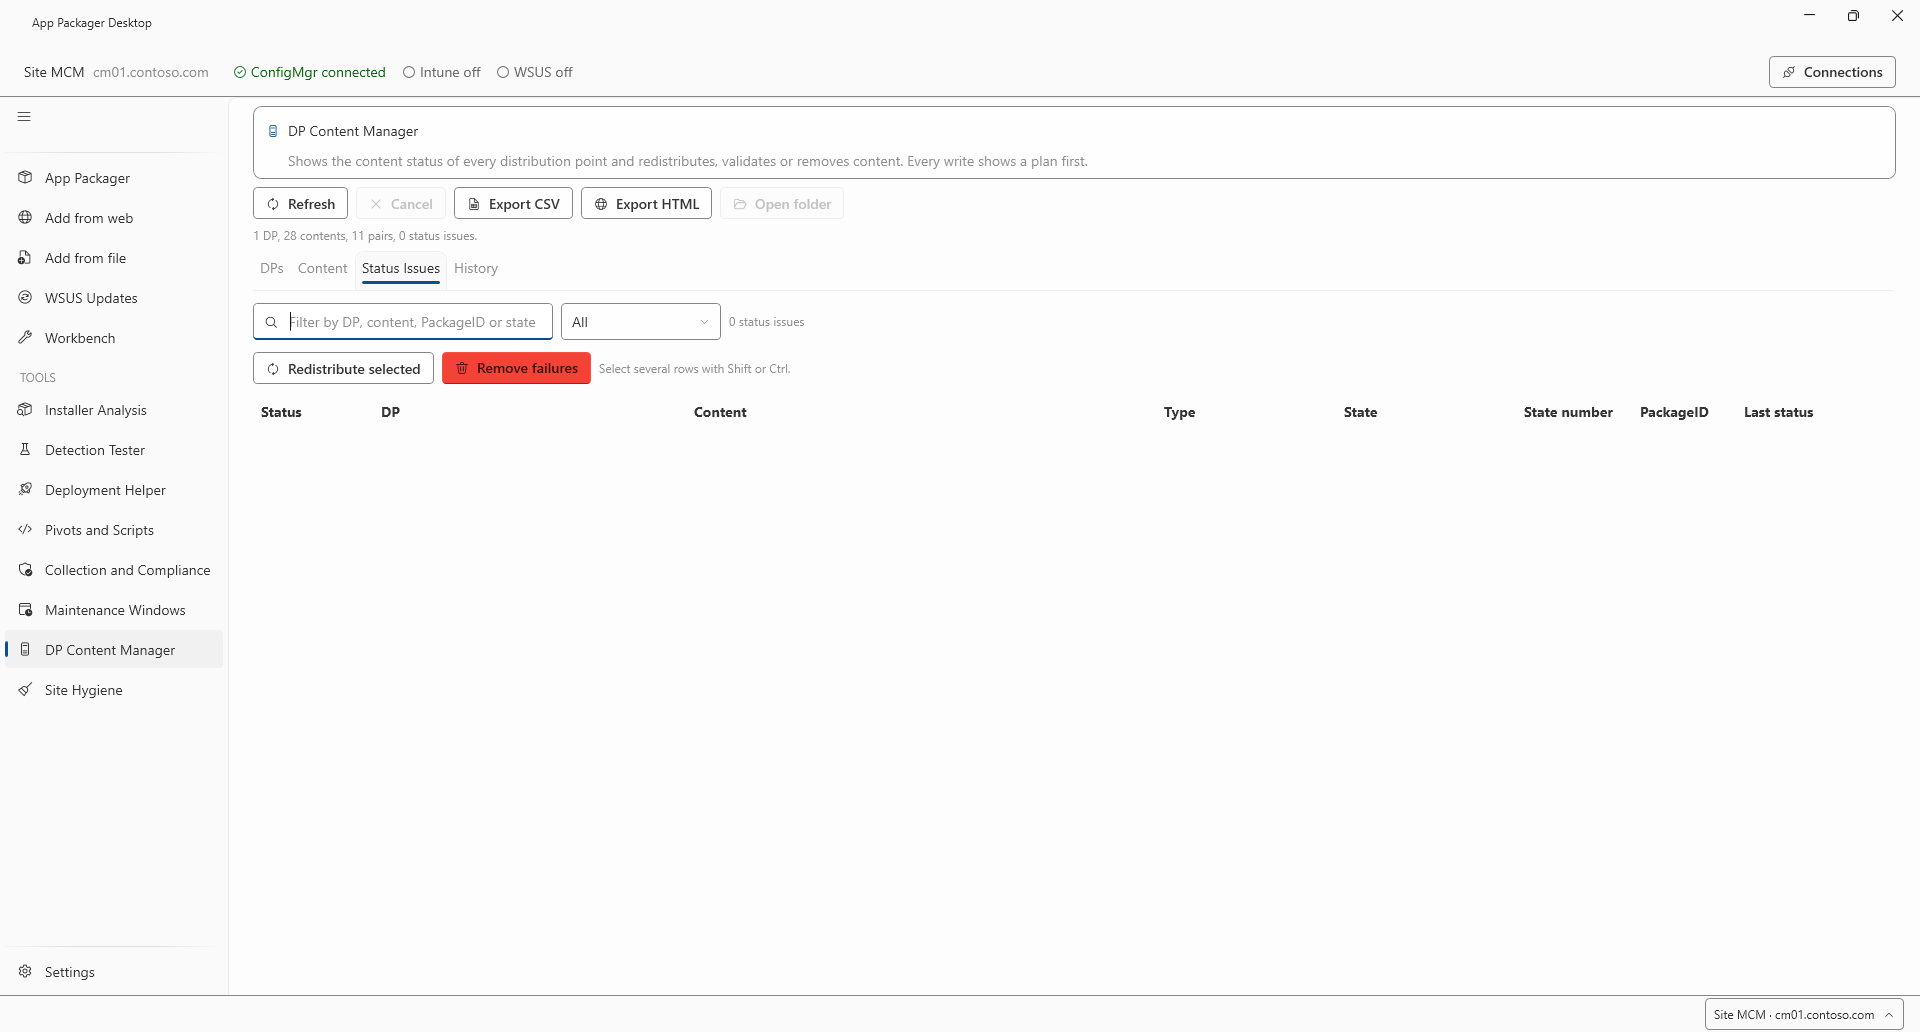 App Packager Desktop
Site MCM cm01.contoso.com ConfigMgr connected Intune off WSUS off Connections
DP Content Manager
Shows the content status of every distribution point and redistributes, validates or removes content. Every write shows a plan first.
Refresh Cancel Export CSV Export HTML Open folder
1 DP, 28 contents, 11 pairs, 0 status issues.
DPs Content Status Issues History
Filter by DP, content, PackageID or state All 0 status issues
Redistribute selected Remove failures Select several rows with Shift or Ctrl.
Status DP Content Type State State number PackageID Last status
App Packager
Add from web
Add from file
WSUS Updates
Workbench
TOOLS
Installer Analysis
Detection Tester
Deployment Helper
Pivots and Scripts
Collection and Compliance
Maintenance Windows
DP Content Manager
Site Hygiene
Settings
Site MCM · cm01.contoso.com